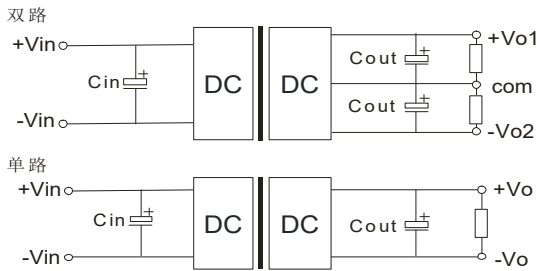 双路
+Vin
Cin
+
-Vin
DC
DC
Cout
+
Cout
+
+Vo1
com
-Vo2
单路
+Vin
Cin
+
-Vin
DC
DC
Cout
+
+Vo
-Vo